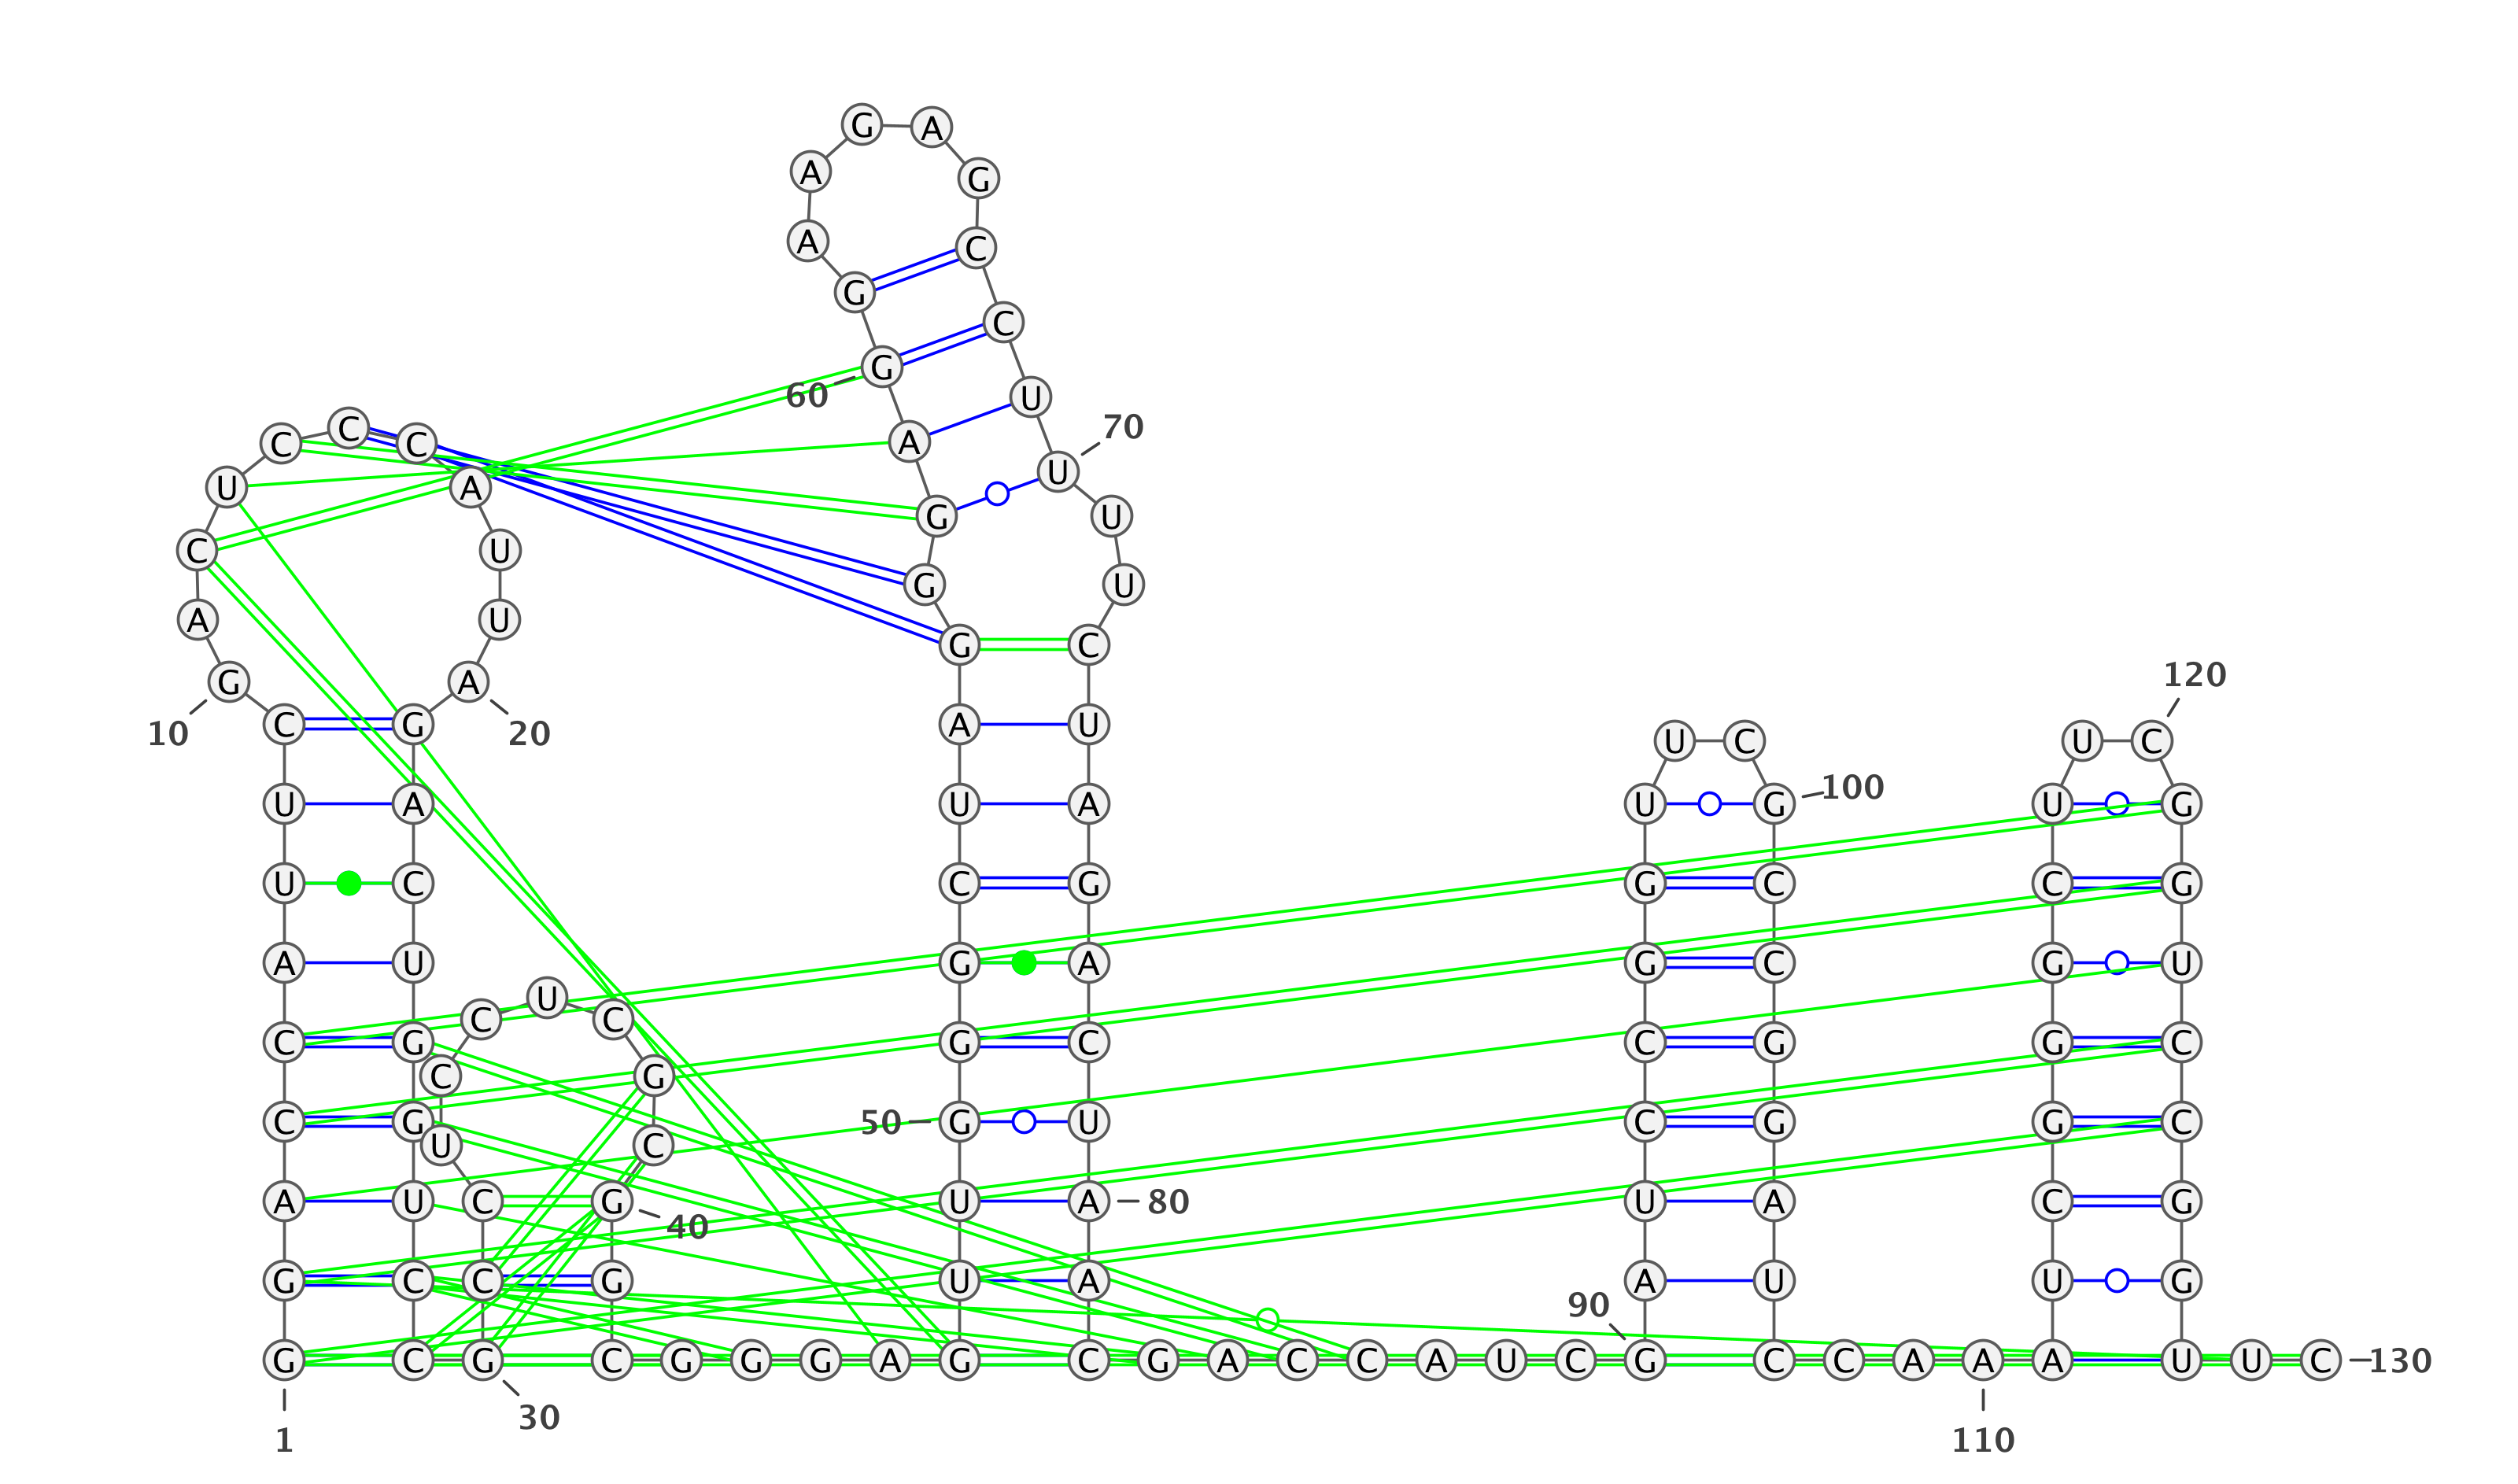 G A
A G
A C
G
C
G
60 U
C 70
C C A
U
U A G U
C U
G U
A U
G C
120
G A
C G A U
10 20
U C U C
100
U A U A U G U G
U C C G G C C G
A U G A G C G U
U
C C
C G G C C G G C
C G
C G 50 G U C G G C
U C
A U C G U A 80 U A C G
40
G C C G U A A U U G
90
G C G C G G G A G C G A C C A U C G C C A A A U U C 130
30
1 110